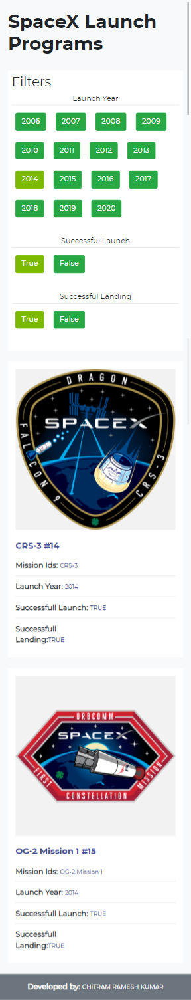 SpaceX Launch
Programs
Filters
Launch Year
2006 2007 2008 2009
2010 2011 2012 2013
2014 2015 2016 2017
2018 2019 2020
Successful Launch
True False
Successful Landing
True False
DRAGON
SPACEX
FALCON 9
CRS-3
CRS-3 #14
Mission Ids: CRS-3
Launch Year: 2014
Successfull Launch: TRUE
Successfull
Landing:TRUE
ORBCOMM
SPACEX
FIRST
CONSTELLATION
MISSION
OG-2 Mission 1 #15
Mission Ids: OG-2 Mission 1
Launch Year: 2014
Successfull Launch: TRUE
Successfull
Landing:TRUE
Developed by: CHITRAM RAMESH KUMAR